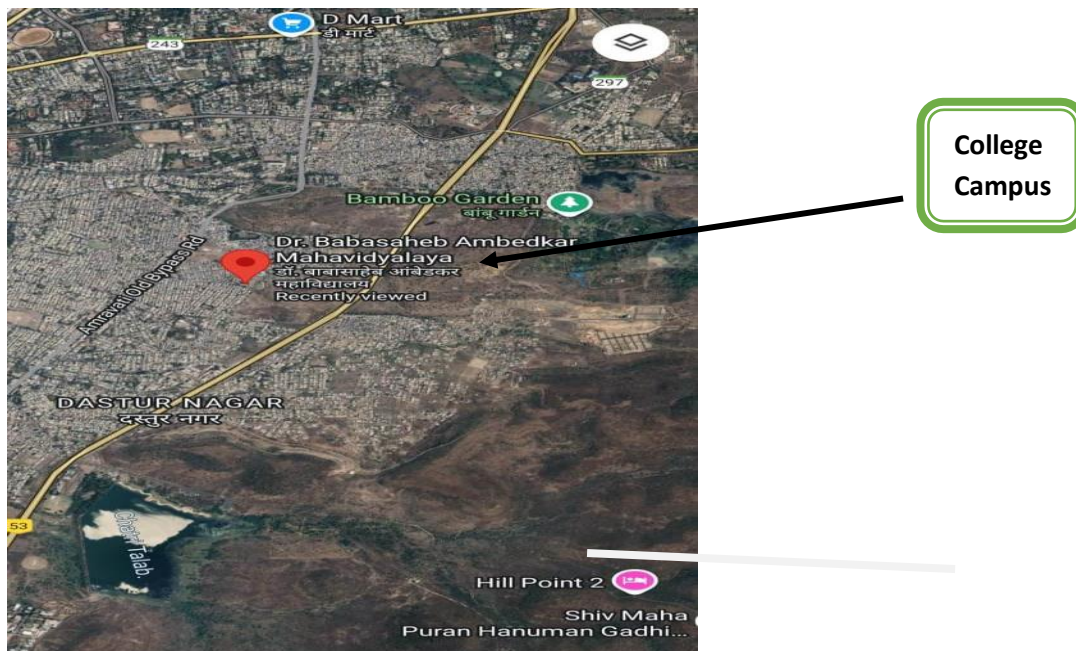 D Mart
डी मार्ट
243
297
College
Campus
Bamboo Garden
बांबू गार्डन
Dr. Babasaheb Ambedkar
Mahavidyalaya
डॉ. बाबासाहेब आंबेडकर
महाविद्यालय
Recently viewed
Amravati Old Bypass Rd
DASTUR NAGAR
दस्तुर नगर
53
Chatri Talab.
Hill Point 2
Shiv Maha
Puran Hanuman Gadhi...